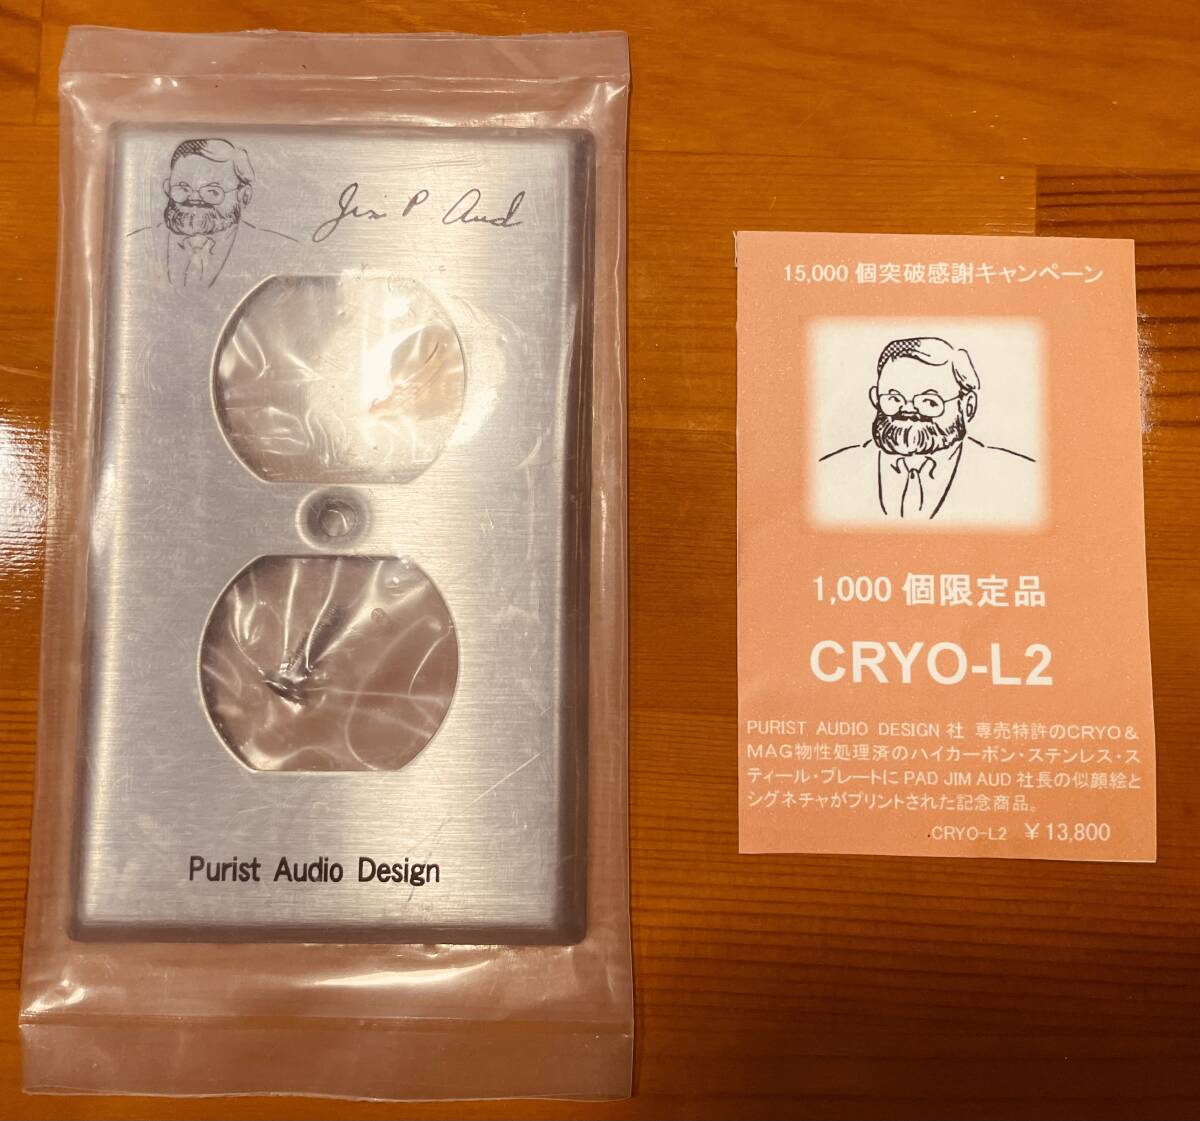 Jim P Aud
Purist Audio Design
15,000 個突破感謝キャンペーン
1,000 個限定品
CRYO-L2
PURIST AUDIO DESIGN 社 専売特許のCRYO&
MAG物性処理済のハイカーボン・ステンレス・ス
ティール・プレートに PAD JIM AUD 社長の似顔絵と
シグネチャがプリントされた記念商品。
CRYO-L2 ￥13,800